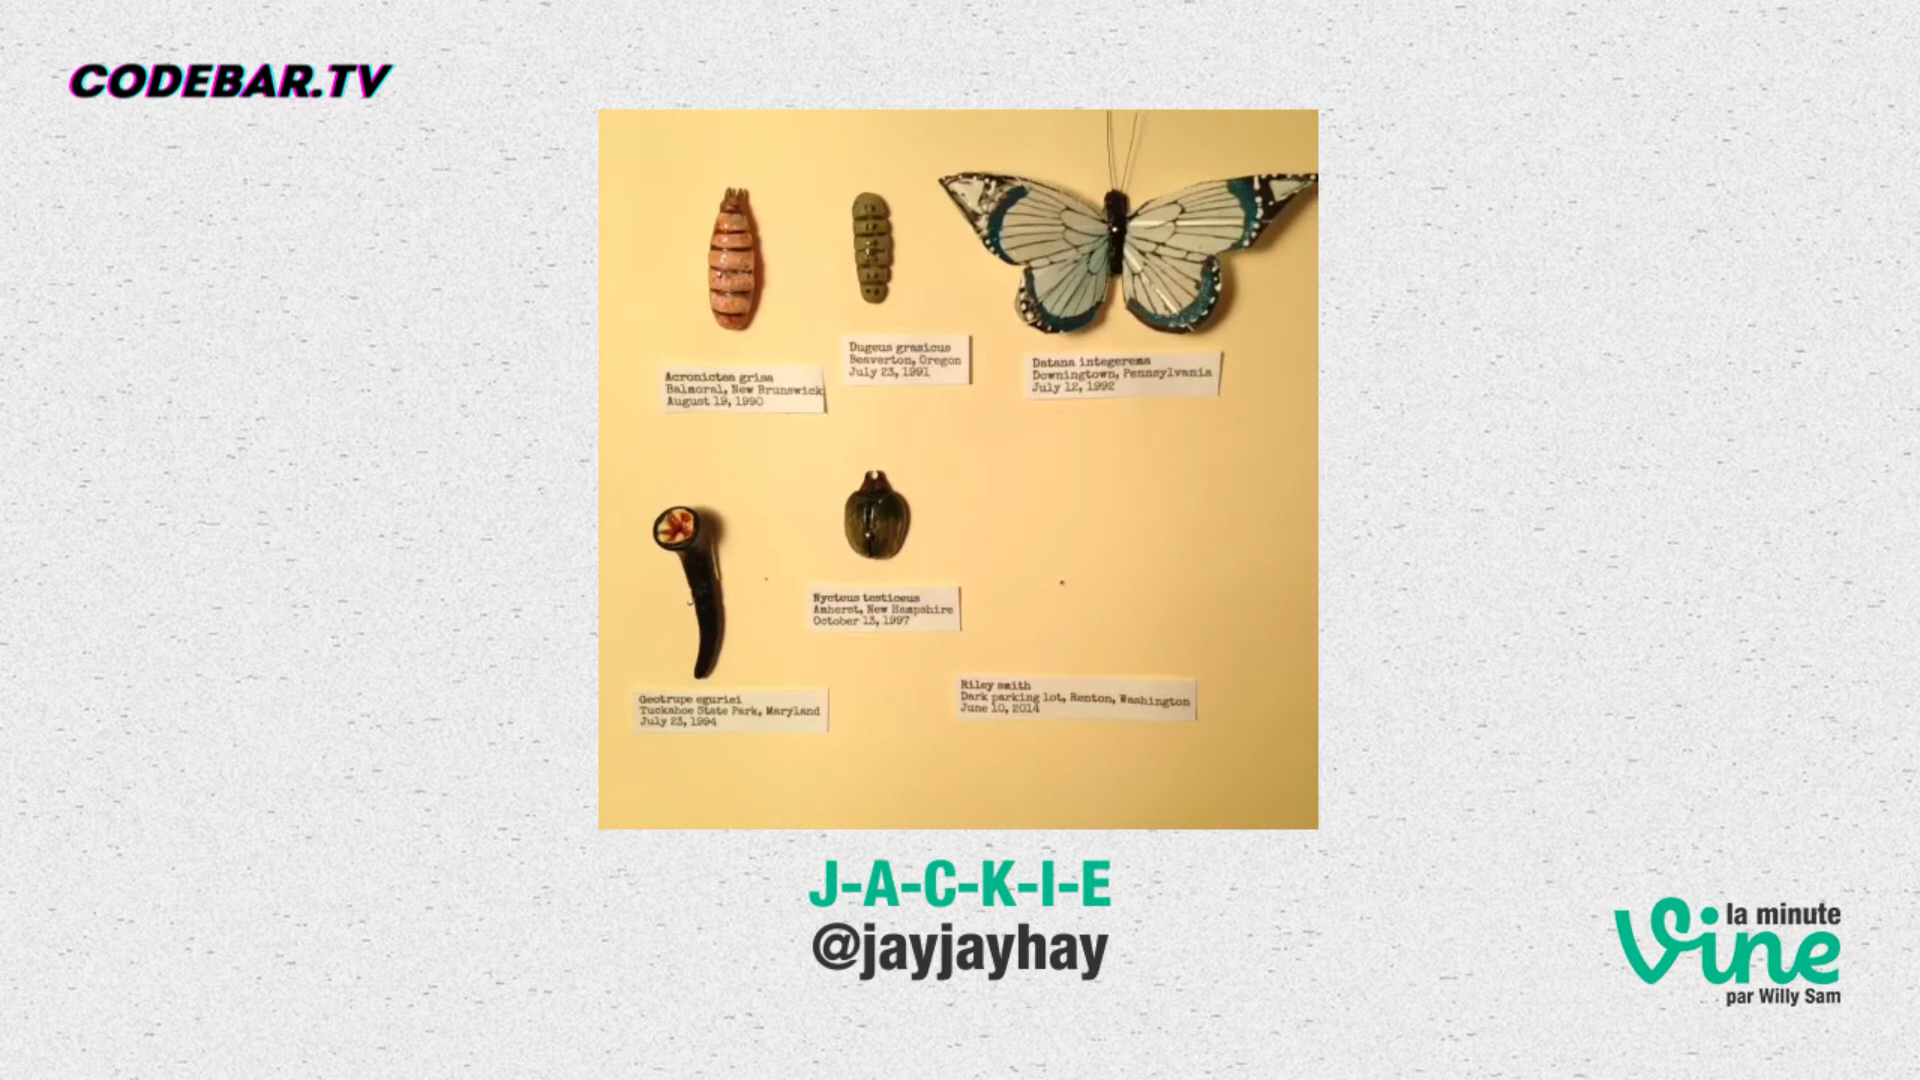 CODEBAR.TV
Acronictea grisa
Balmoral, New Brunswick
August 19, 1990
Dugeus grasicus
Beaverton, Oregon
July 23, 1991
Datana integerema
Downingtown, Pennsylvania
July 12, 1992
Geotrupe eguriei
Tuckahoe State Park, Maryland
July 23, 1994
Nycteus testiceus
Amherst, New Hampshire
October 13, 1997
Riley smith
Dark parking lot, Renton, Washington
June 10, 2014
J-A-C-K-I-E
@jayjayhay
la minute
Vine
par Willy Sam